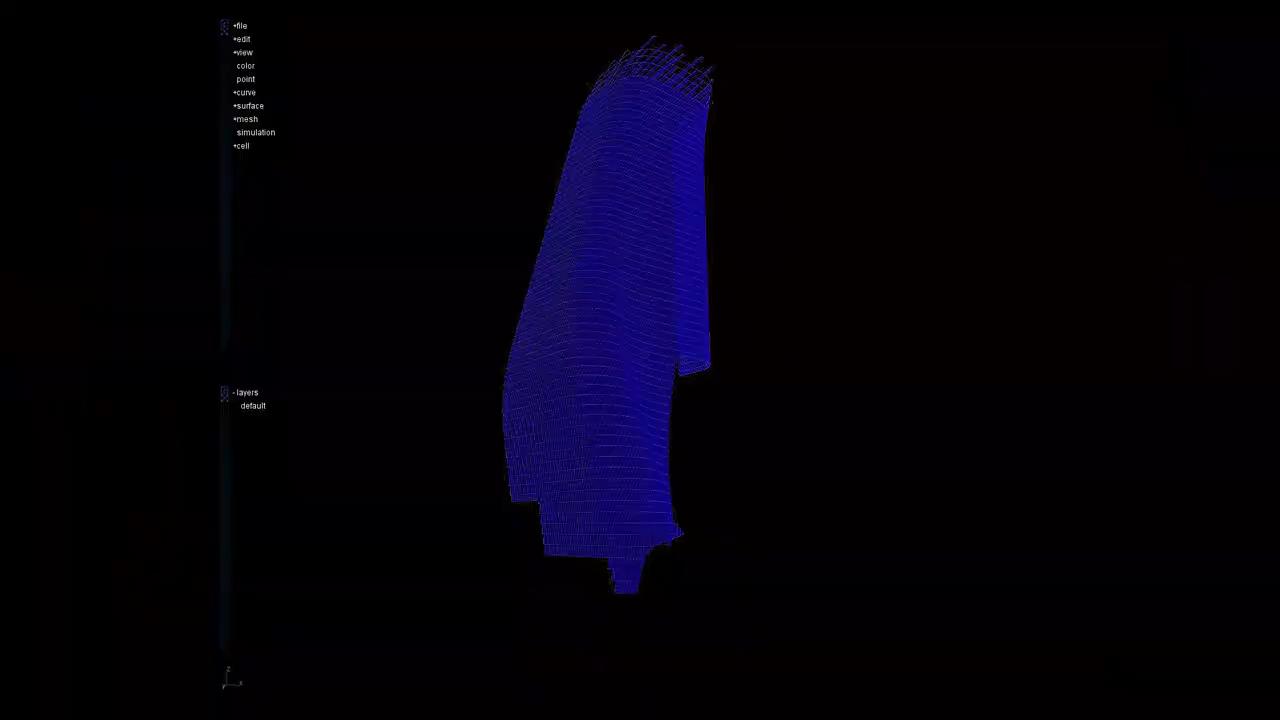 +file
+edit
+view
color
point
+curve
+surface
+mesh
simulation
+cell
- layers
default
z
x